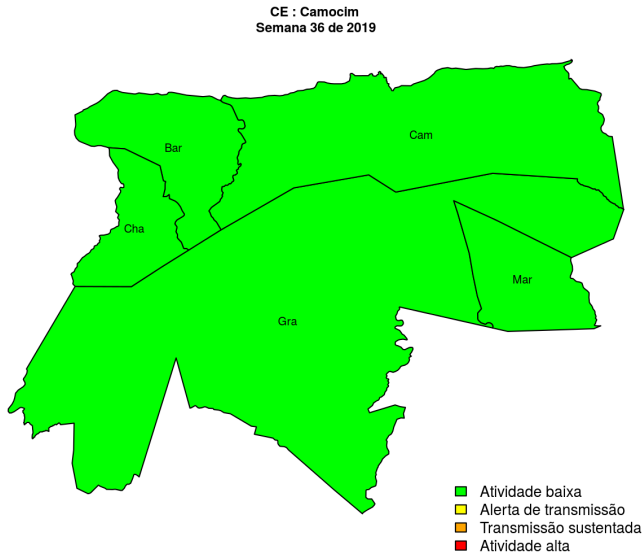 CE : Camocim
Semana 36 de 2019
Bar
Cam
Cha
Mar
Gra
Atividade baixa
Alerta de transmissão
Transmissão sustentada
Atividade alta